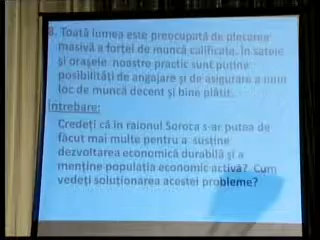 8. Toată lumea este preocupată de plecarea
masivă a forței de muncă calificate. În satele
și orașele noastre practic sunt puține
posibilități de angajare și de asigurare a unui
loc de muncă decent și bine plătit.
Întrebare:
Credeți că în raionul Soroca s-ar putea de
făcut mai multe pentru a susține
dezvoltarea economică durabilă și a
menține populația economic activă? Cum
vedeți soluționarea acestei probleme?